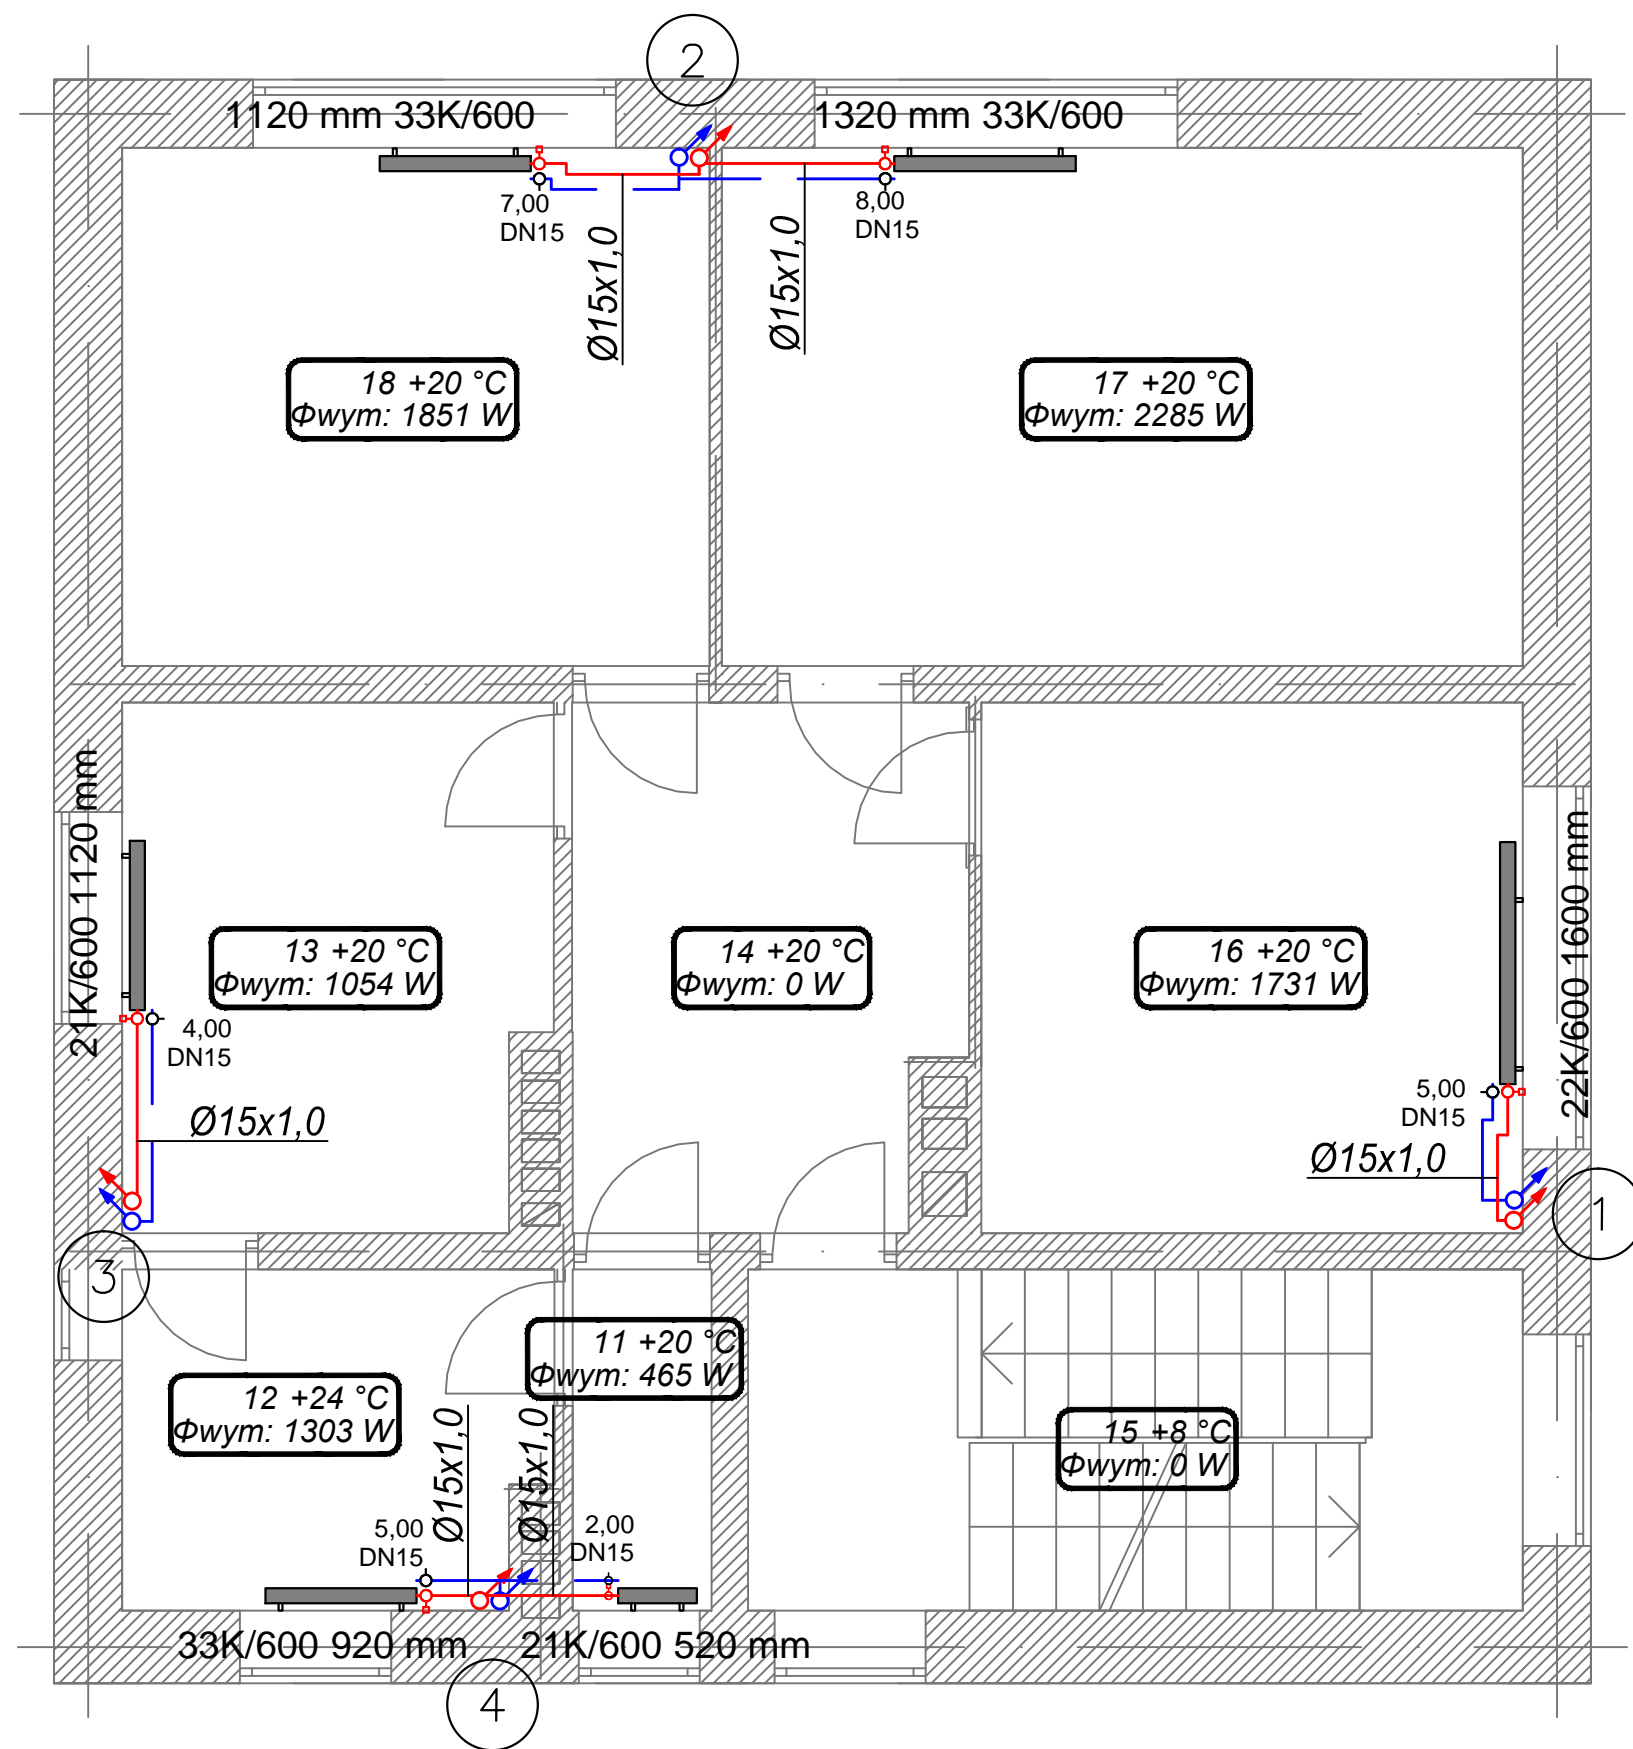 2
1120 mm 33K/600
1320 mm 33K/600
7,00
DN15
8,00
DN15
Ø15x1,0
Ø15x1,0
18 +20 °C
Φwym: 1851 W
17 +20 °C
Φwym: 2285 W
21K/600 1120 mm
22K/600 1600 mm
13 +20 °C
Φwym: 1054 W
14 +20 °C
Φwym: 0 W
16 +20 °C
Φwym: 1731 W
4,00
DN15
5,00
DN15
Ø15x1,0
Ø15x1,0
1
3
11 +20 °C
Φwym: 465 W
12 +24 °C
Φwym: 1303 W
15 +8 °C
Φwym: 0 W
Ø15x1,0
Ø15x1,0
5,00
DN15
2,00
DN15
33K/600 920 mm
21K/600 520 mm
4